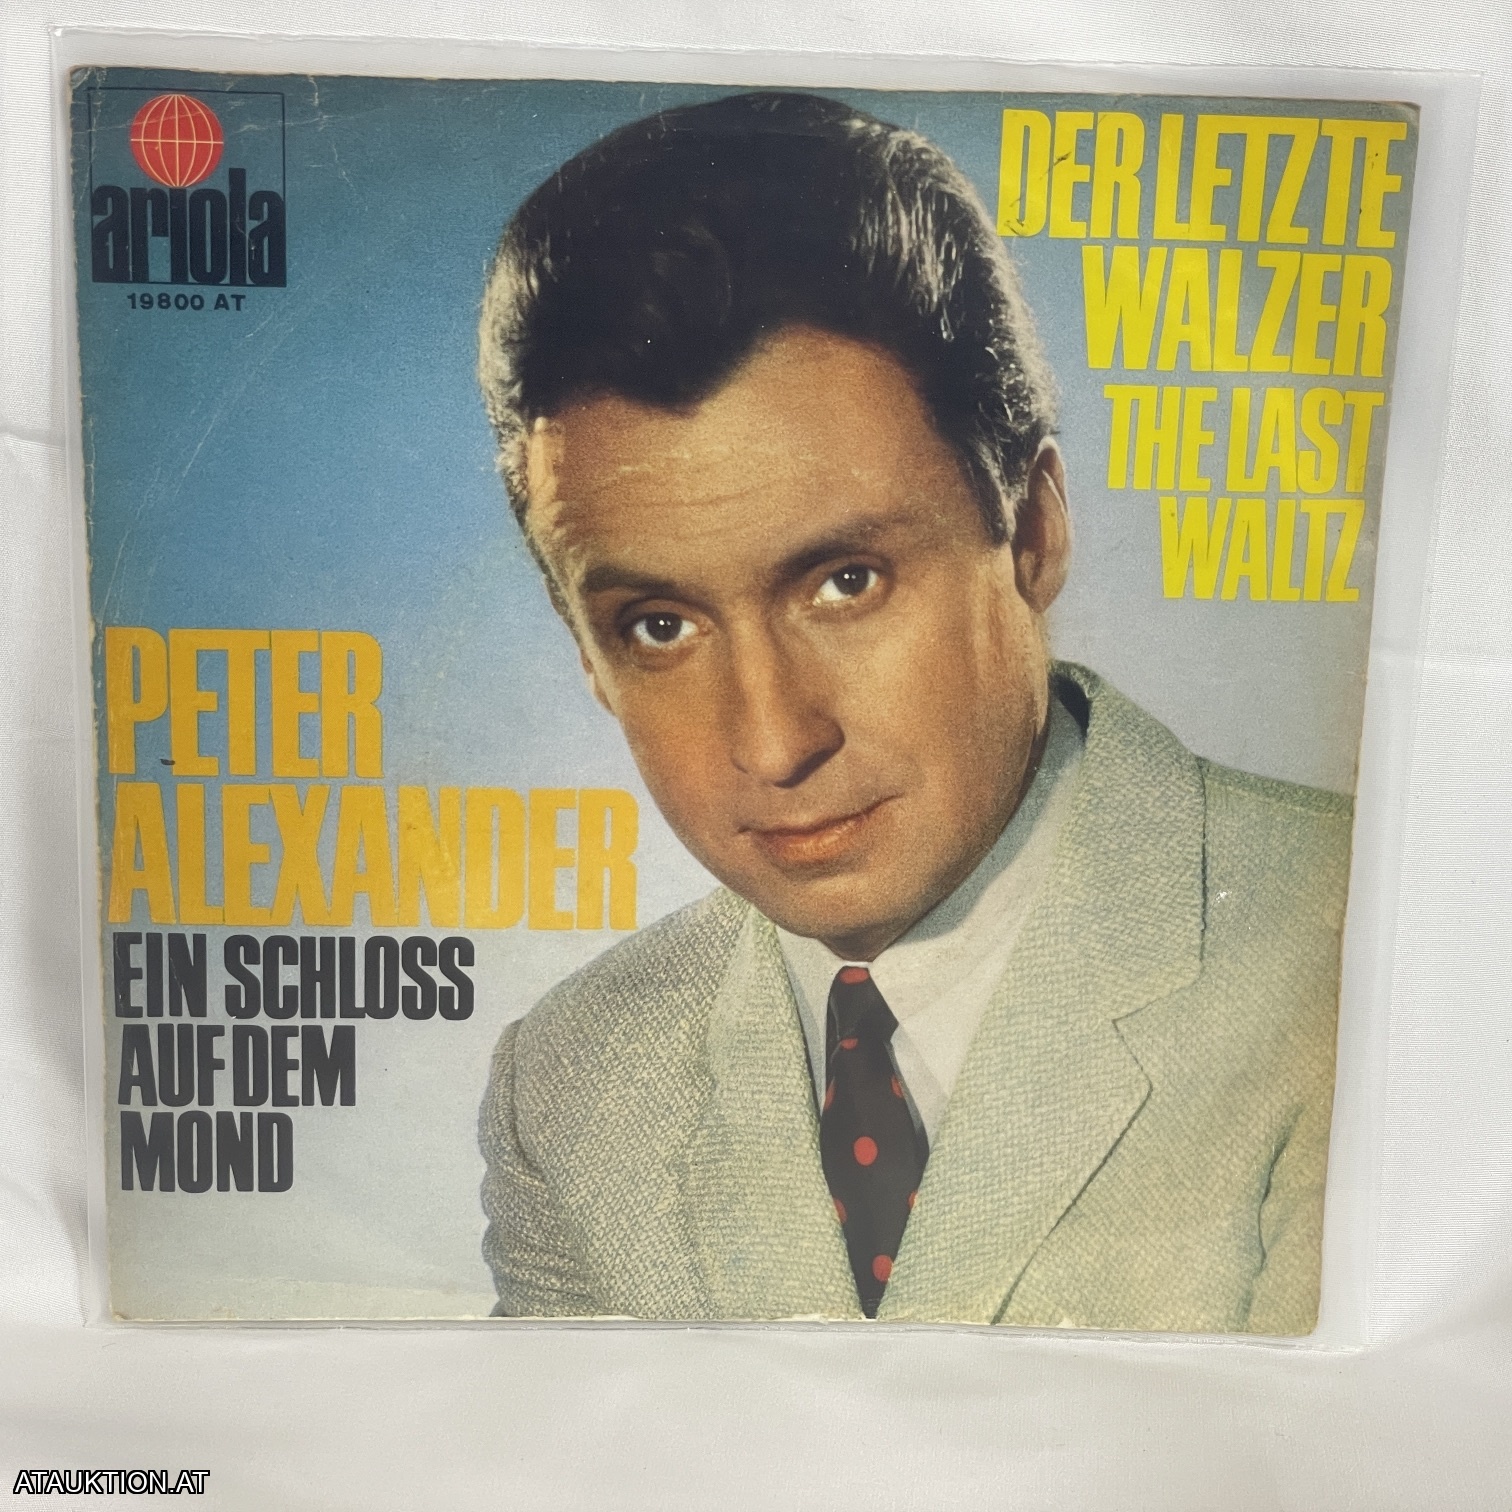 ariola
19800 AT
DER LETZTE
WALZER
THE LAST
WALTZ
PETER
ALEXANDER
EIN SCHLOSS
AUF DEM
MOND
ATAUKTION.AT